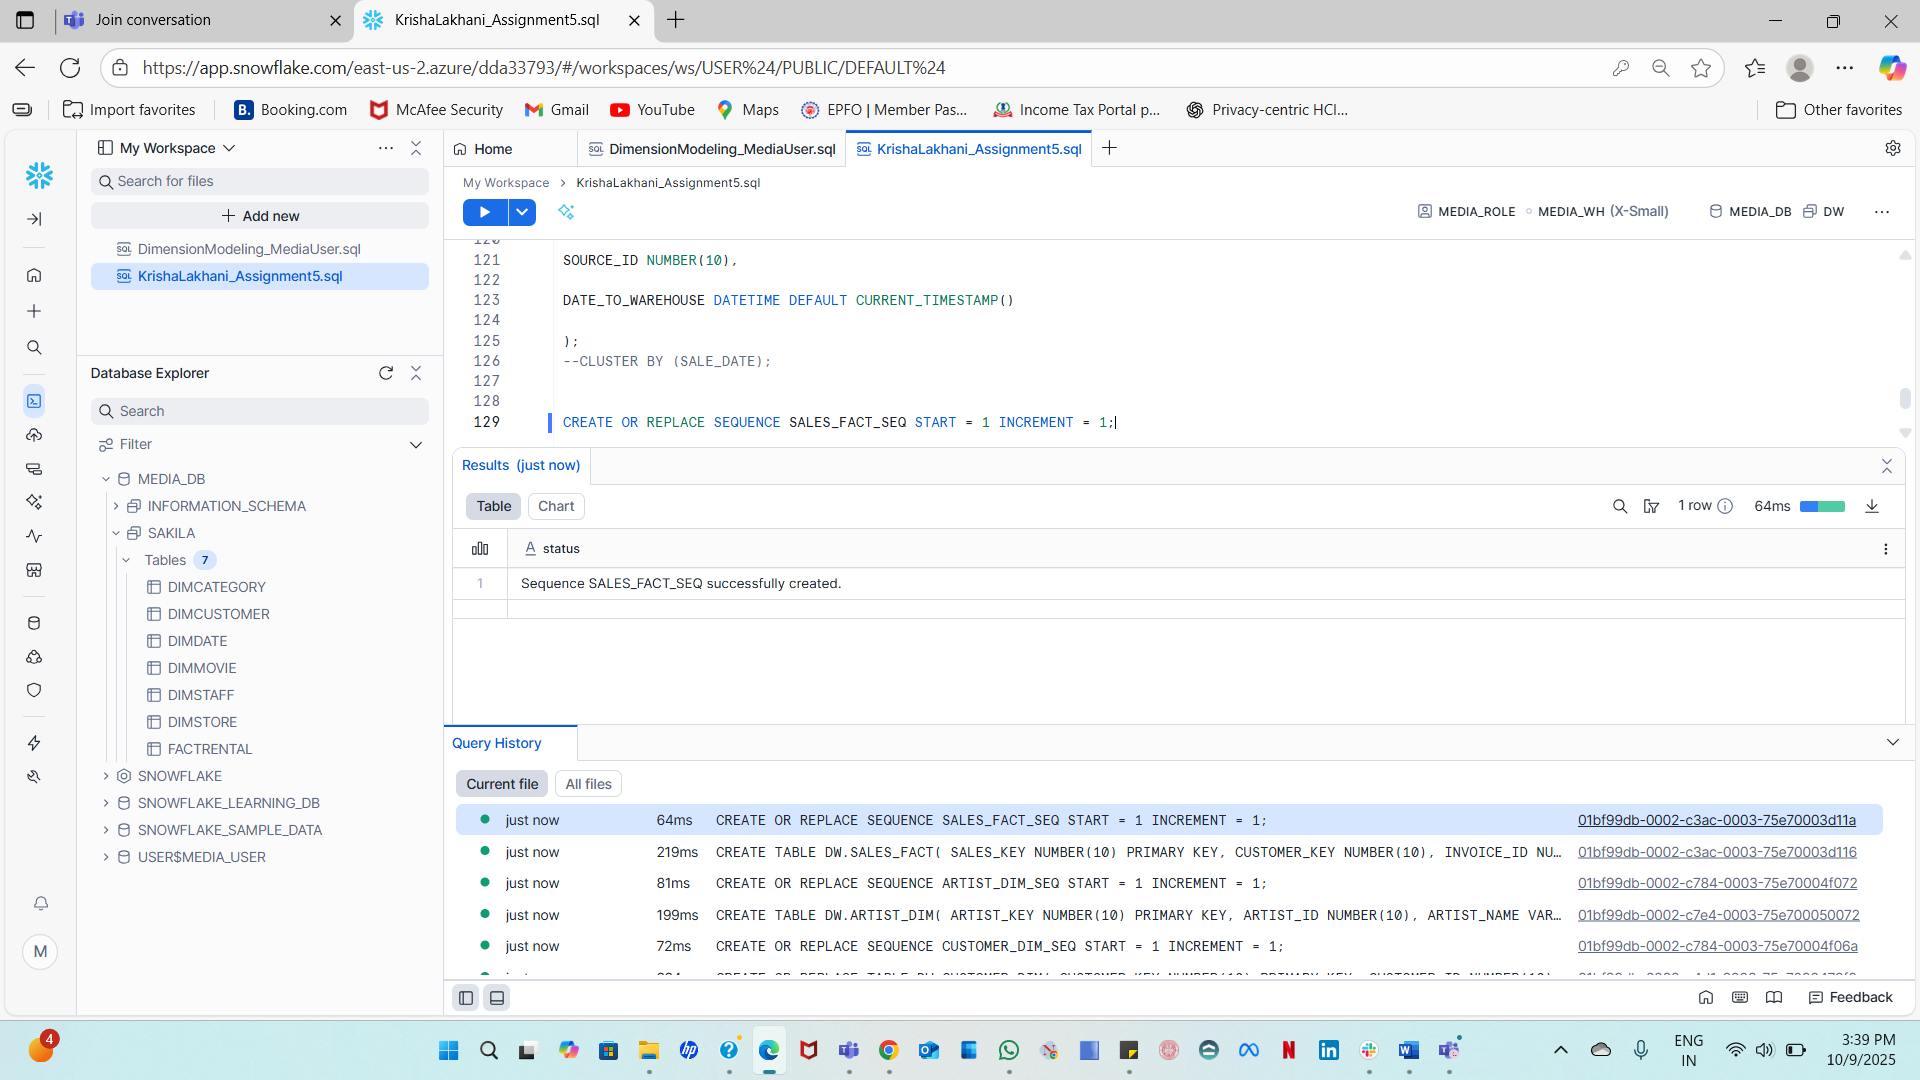 Join conversation
KrishaLakhani_Assignment5.sql
https://app.snowflake.com/east-us-2.azure/dda33793/#/workspaces/ws/USER%24/PUBLIC/DEFAULT%24
Import favorites
B. Booking.com
McAfee Security
Gmail
YouTube
Maps
EPFO | Member Pas...
Income Tax Portal p...
Privacy-centric HCI...
Other favorites
My Workspace
Search for files
Add new
SQL DimensionModeling_MediaUser.sql
SQL KrishaLakhani_Assignment5.sql
Database Explorer
Search
Filter
MEDIA_DB
INFORMATION_SCHEMA
SAKILA
Tables 7
DIMCATEGORY
DIMCUSTOMER
DIMDATE
DIMMOVIE
DIMSTAFF
DIMSTORE
FACTRENTAL
SNOWFLAKE
SNOWFLAKE_LEARNING_DB
SNOWFLAKE_SAMPLE_DATA
USER$MEDIA_USER
M
Home
SQL DimensionModeling_MediaUser.sql
SQL KrishaLakhani_Assignment5.sql
My Workspace > KrishaLakhani_Assignment5.sql
MEDIA_ROLE MEDIA_WH (X-Small) MEDIA_DB DW
120
121 SOURCE_ID NUMBER(10),
122
123 DATE_TO_WAREHOUSE DATETIME DEFAULT CURRENT_TIMESTAMP()
124
125 );
126 --CLUSTER BY (SALE_DATE);
127
128
129 CREATE OR REPLACE SEQUENCE SALES_FACT_SEQ START = 1 INCREMENT = 1;
Results (just now)
Table Chart
1 row 64ms
A status
1 Sequence SALES_FACT_SEQ successfully created.
Query History
Current file All files
just now 64ms CREATE OR REPLACE SEQUENCE SALES_FACT_SEQ START = 1 INCREMENT = 1; 01bf99db-0002-c3ac-0003-75e70003d11a
just now 219ms CREATE TABLE DW.SALES_FACT( SALES_KEY NUMBER(10) PRIMARY KEY, CUSTOMER_KEY NUMBER(10), INVOICE_ID NU... 01bf99db-0002-c3ac-0003-75e70003d116
just now 81ms CREATE OR REPLACE SEQUENCE ARTIST_DIM_SEQ START = 1 INCREMENT = 1; 01bf99db-0002-c784-0003-75e70004f072
just now 199ms CREATE TABLE DW.ARTIST_DIM( ARTIST_KEY NUMBER(10) PRIMARY KEY, ARTIST_ID NUMBER(10), ARTIST_NAME VAR... 01bf99db-0002-c7e4-0003-75e700050072
just now 72ms CREATE OR REPLACE SEQUENCE CUSTOMER_DIM_SEQ START = 1 INCREMENT = 1; 01bf99db-0002-c784-0003-75e70004f06a
Feedback
4
ENG
IN
3:39 PM
10/9/2025